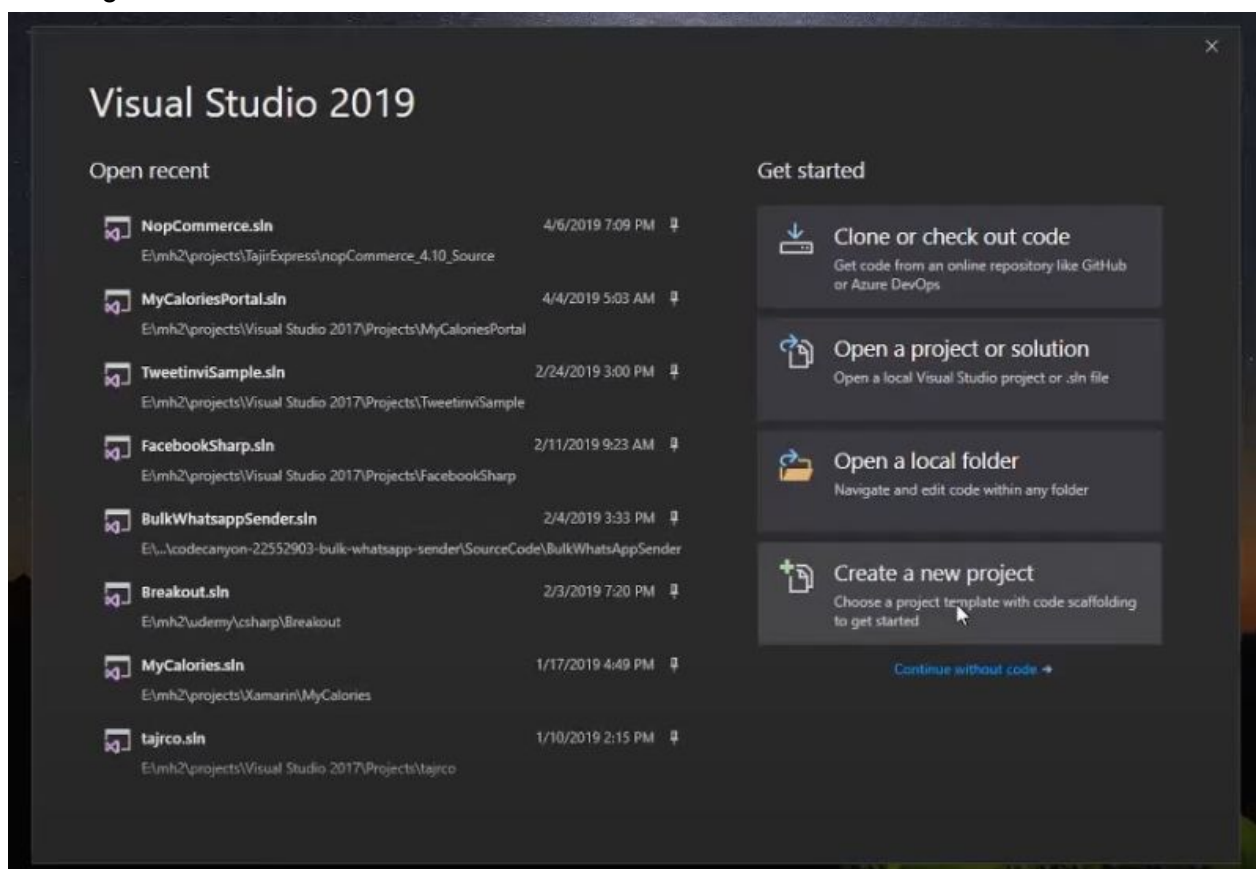 Visual Studio 2019
Open recent
NopCommerce.sln 4/6/2019 7:09 PM
E:\mh2\projects\TajirExpress\nopCommerce_4.10_Source
MyCaloriesPortal.sln 4/4/2019 5:03 AM
E:\mh2\projects\Visual Studio 2017\Projects\MyCaloriesPortal
TweetinviSample.sln 2/24/2019 3:00 PM
E:\mh2\projects\Visual Studio 2017\Projects\TweetinviSample
FacebookSharp.sln 2/11/2019 9:23 AM
E:\mh2\projects\Visual Studio 2017\Projects\FacebookSharp
BulkWhatsappSender.sln 2/4/2019 3:33 PM
E:\...\codecanyon-22552903-bulk-whatsapp-sender\SourceCode\BulkWhatsAppSender
Breakout.sln 2/3/2019 7:20 PM
E:\mh2\udemy\csharp\Breakout
MyCalories.sln 1/17/2019 4:49 PM
E:\mh2\projects\Xamarin\MyCalories
tajrco.sln 1/10/2019 2:15 PM
E:\mh2\projects\Visual Studio 2017\Projects\tajrco
Get started
Clone or check out code
Get code from an online repository like GitHub
or Azure DevOps
Open a project or solution
Open a local Visual Studio project or .sln file
Open a local folder
Navigate and edit code within any folder
Create a new project
Choose a project template with code scaffolding
to get started
Continue without code →